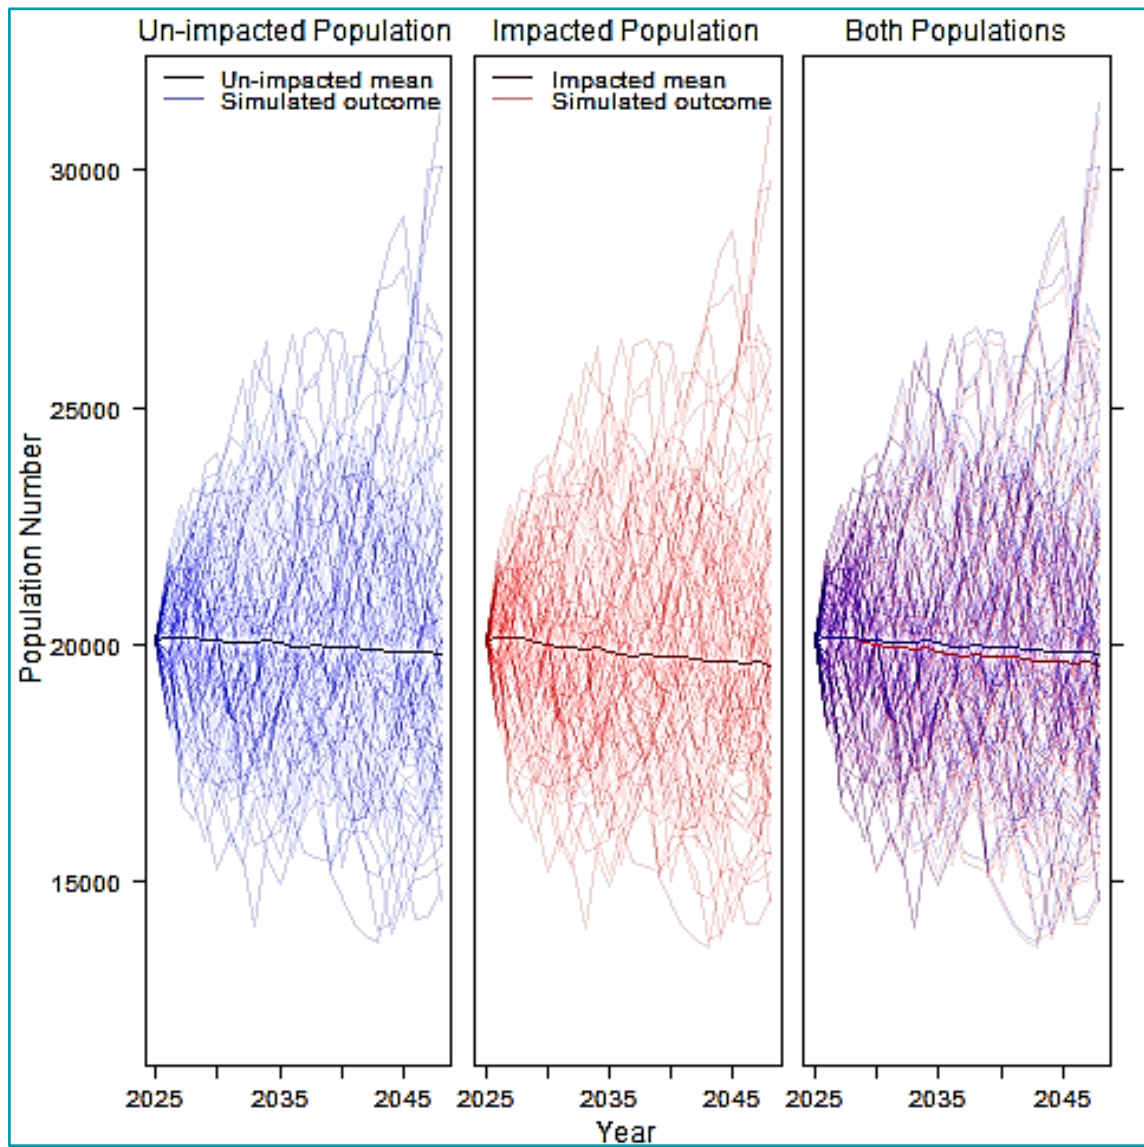 Un-impacted Population
Impacted Population
Both Populations
Un-impacted mean
Simulated outcome
Impacted mean
Simulated outcome
Population Number
30000
25000
20000
15000
2025
2035
2045
2025
2035
2045
2025
2035
2045
Year